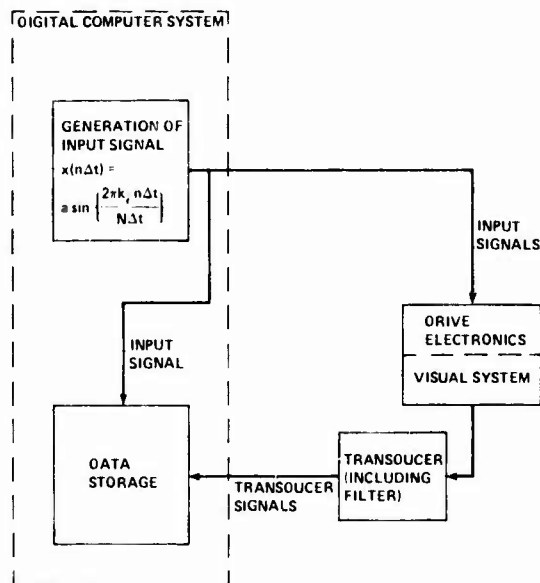 DIGITAL COMPUTER SYSTEM
GENERATION OF
INPUT SIGNAL
x(nΔt) =
a sin (2πk_r nΔt / NΔt)
INPUT
SIGNALS
INPUT
SIGNAL
DRIVE
ELECTRONICS
VISUAL SYSTEM
DATA
STORAGE
TRANSDUCER
SIGNALS
TRANSDUCER
(INCLUDING
FILTER)